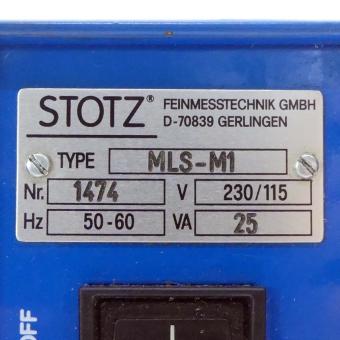 STOTZ® FEINMESSTECHNIK GMBH
D-70839 GERLINGEN
TYPE MLS-M1
Nr. 1474 V 230/115
Hz 50-60 VA 25
OFF